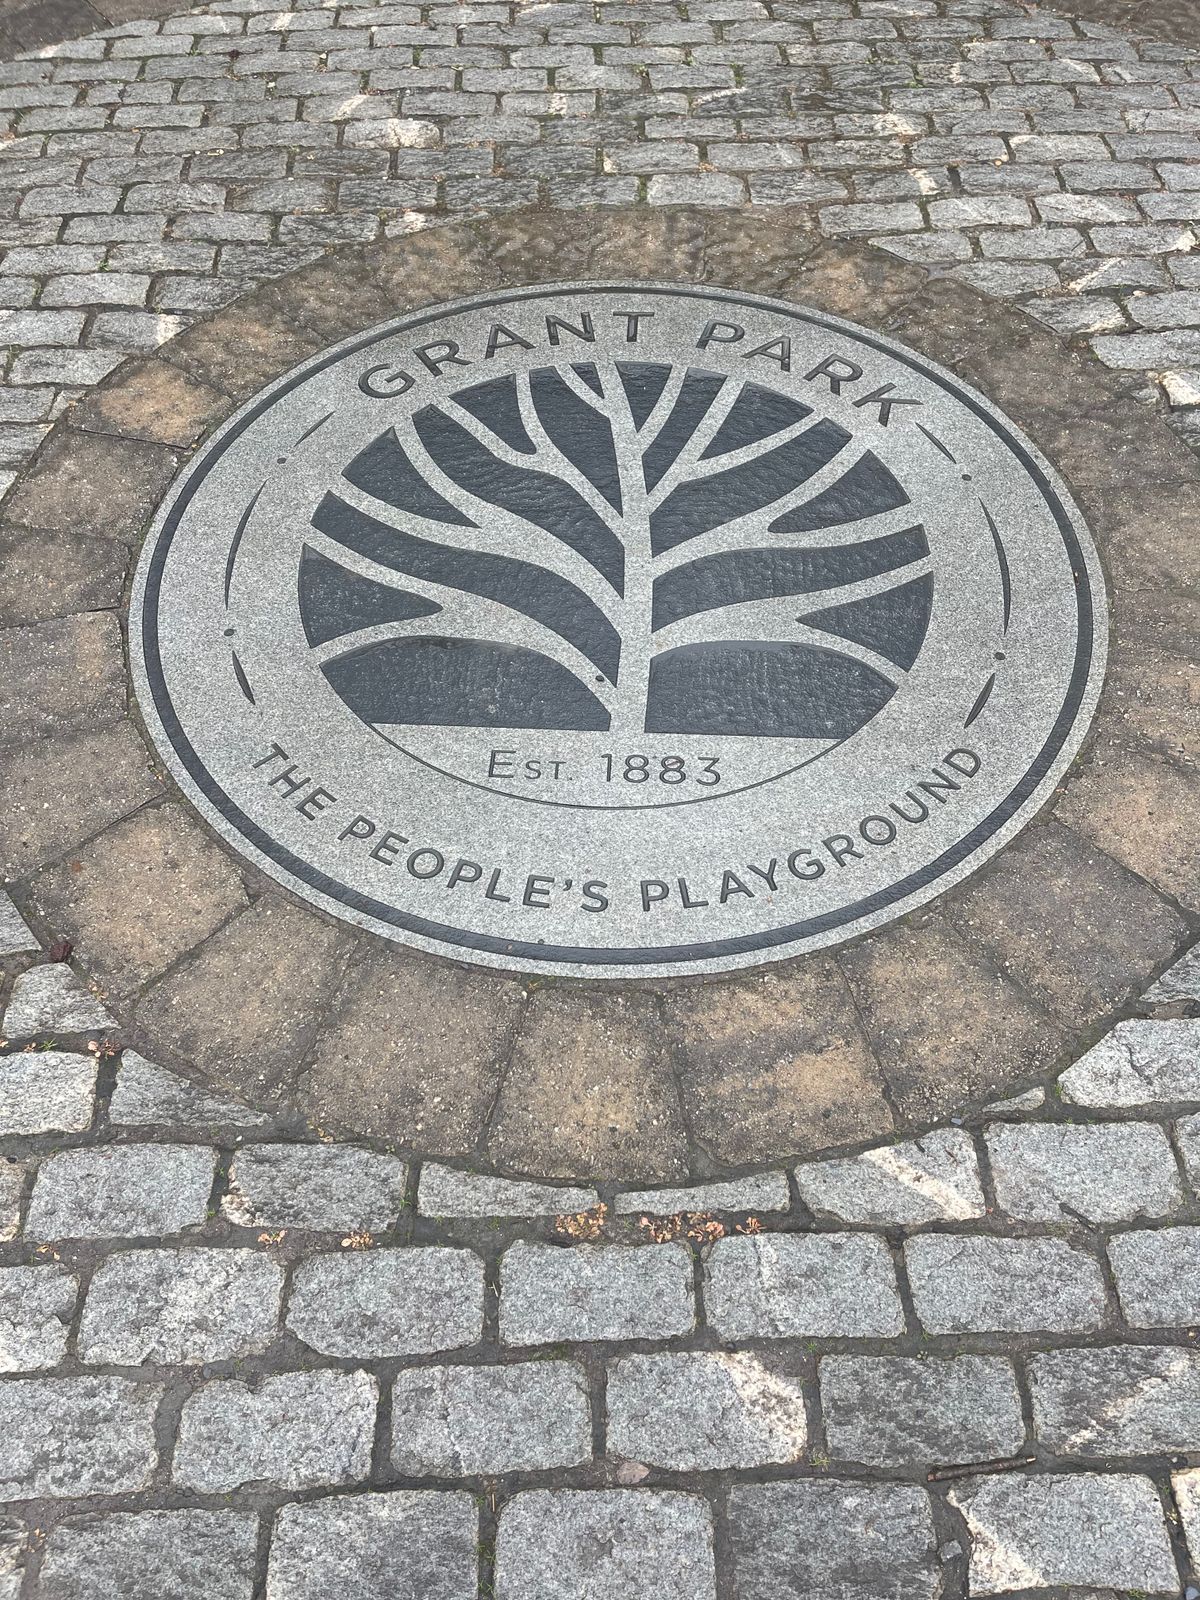 GRANT PARK
EST. 1883
THE PEOPLE'S PLAYGROUND